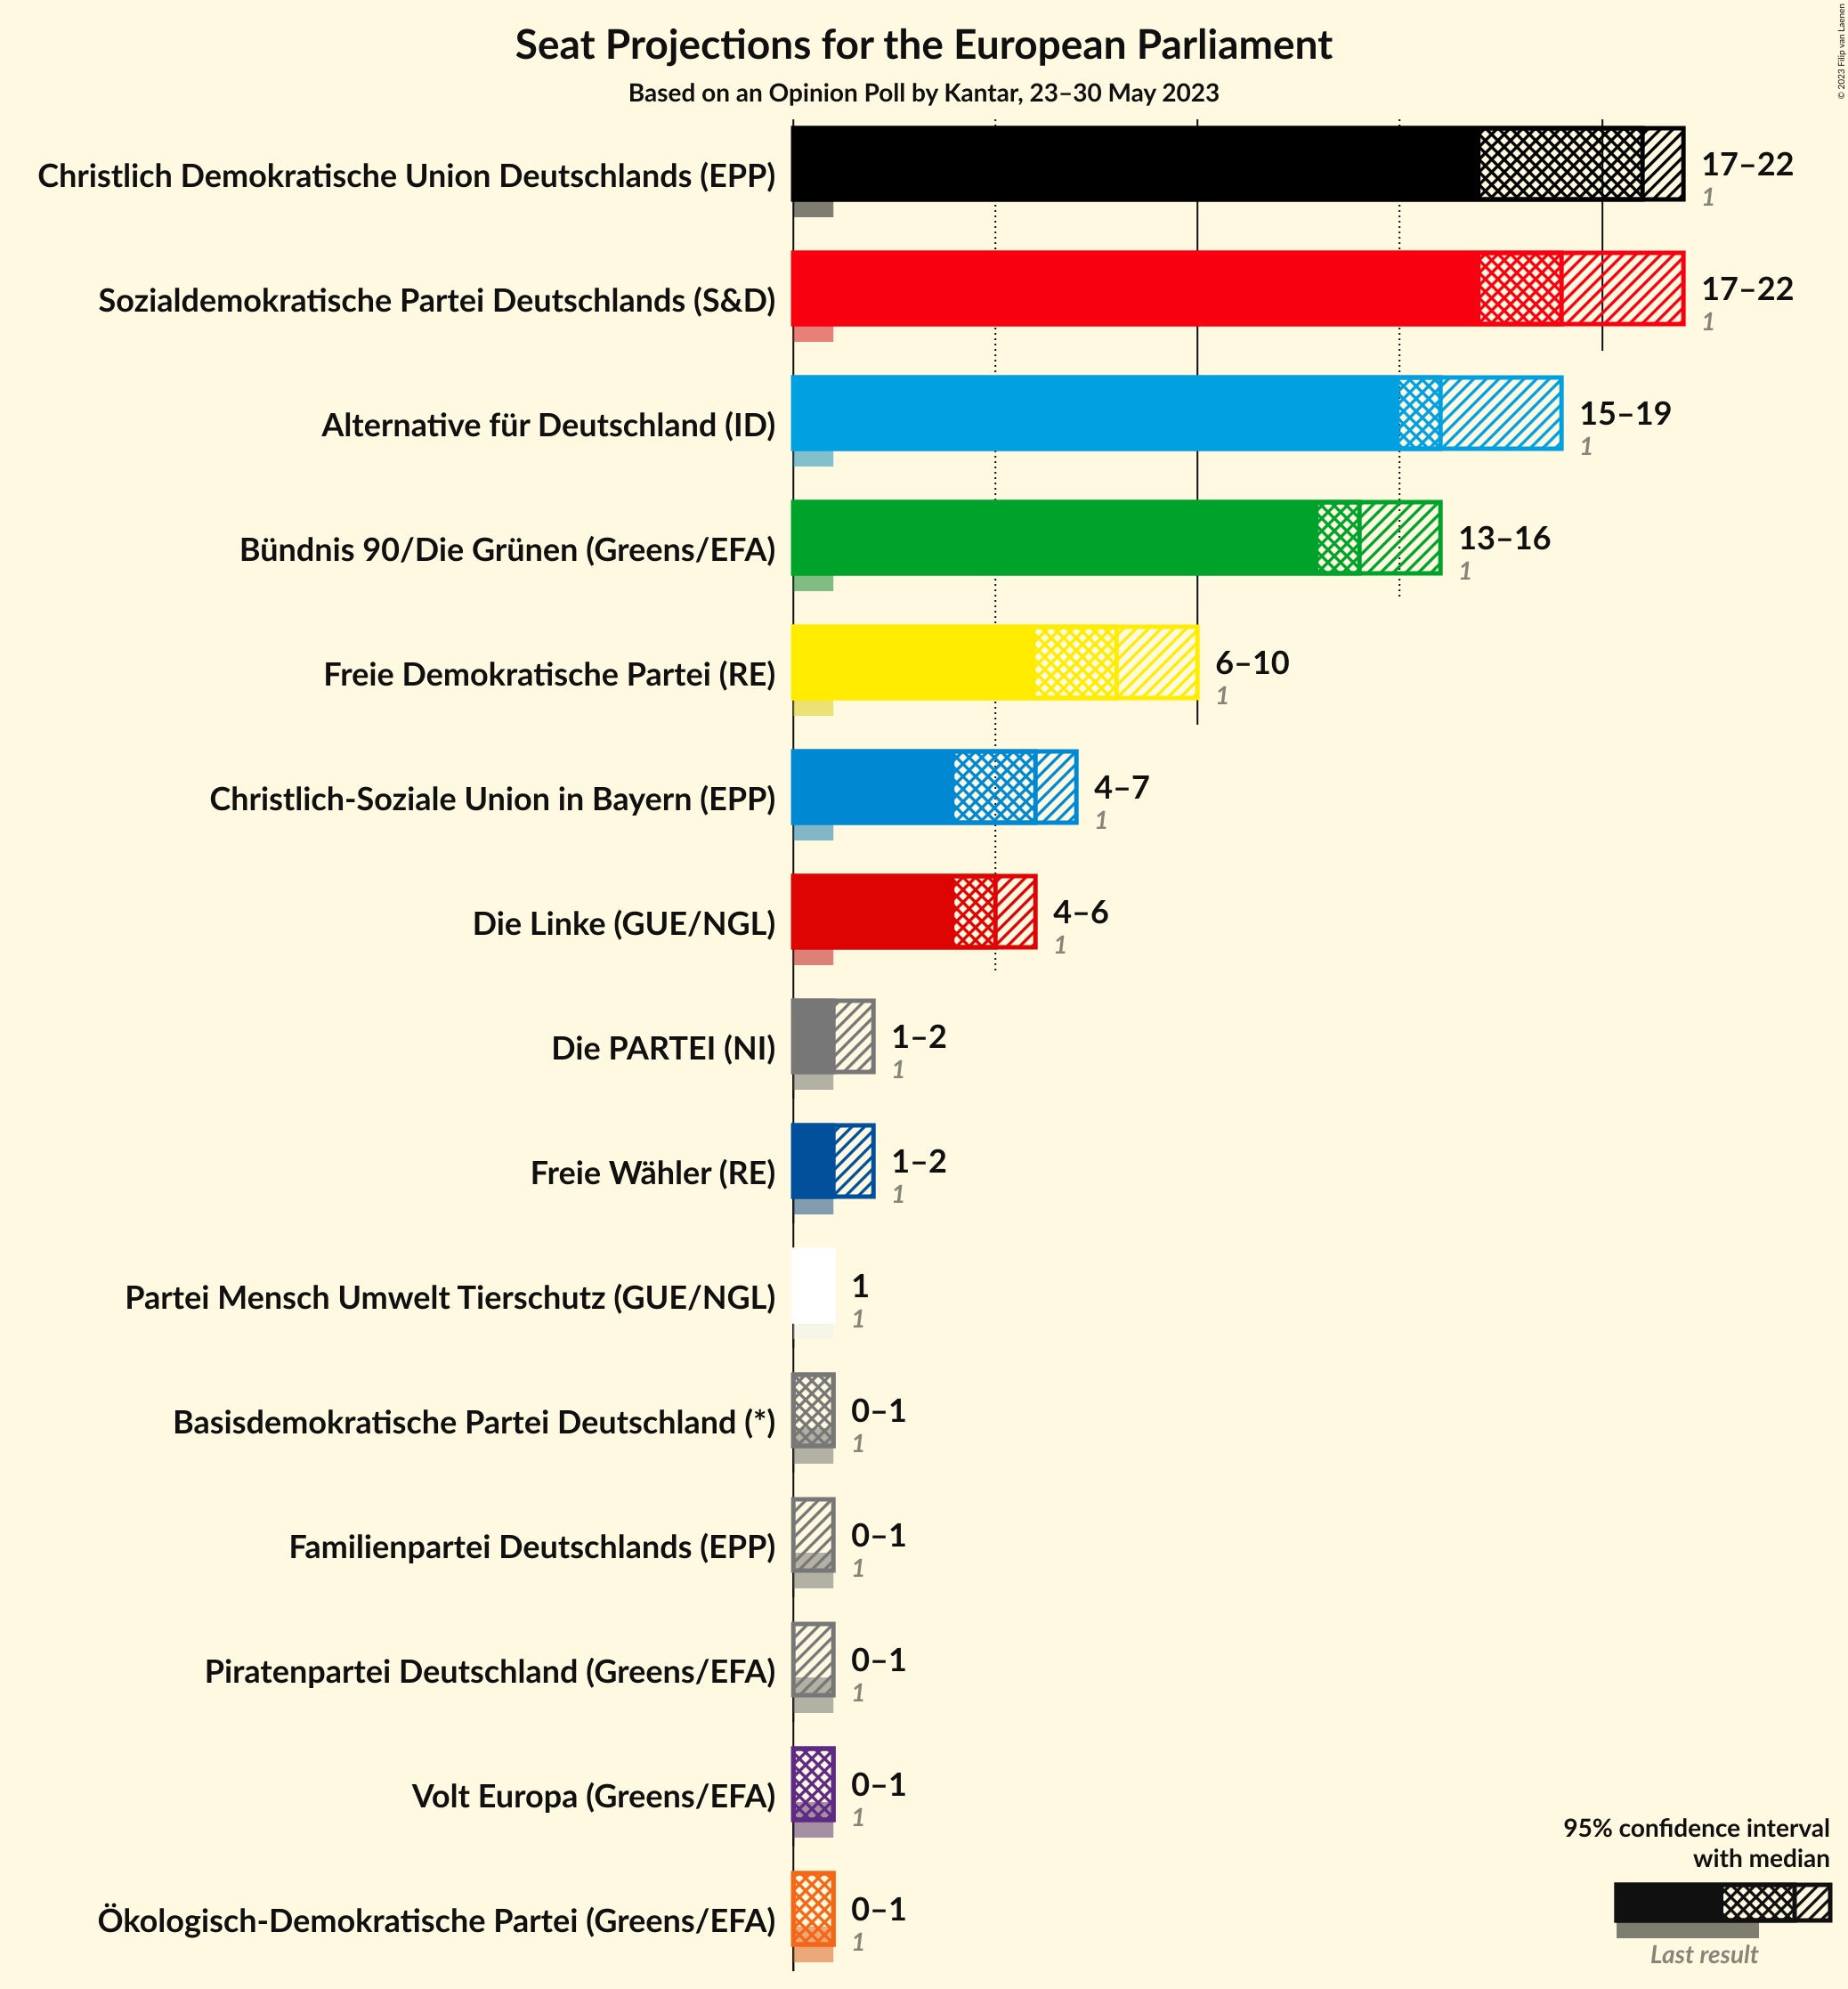 Seat Projections for the European Parliament
Based on an Opinion Poll by Kantar, 23–30 May 2023
© 2023 Filip van Laenen
Christlich Demokratische Union Deutschlands (EPP)
17–22
1
Sozialdemokratische Partei Deutschlands (S&D)
17–22
1
Alternative für Deutschland (ID)
15–19
1
Bündnis 90/Die Grünen (Greens/EFA)
13–16
1
Freie Demokratische Partei (RE)
6–10
1
Christlich-Soziale Union in Bayern (EPP)
4–7
1
Die Linke (GUE/NGL)
4–6
1
Die PARTEI (NI)
1–2
1
Freie Wähler (RE)
1–2
1
Partei Mensch Umwelt Tierschutz (GUE/NGL)
1
1
Basisdemokratische Partei Deutschland (*)
0–1
1
Familienpartei Deutschlands (EPP)
0–1
1
Piratenpartei Deutschland (Greens/EFA)
0–1
1
Volt Europa (Greens/EFA)
0–1
1
Ökologisch-Demokratische Partei (Greens/EFA)
0–1
1
95% confidence interval
with median
Last result